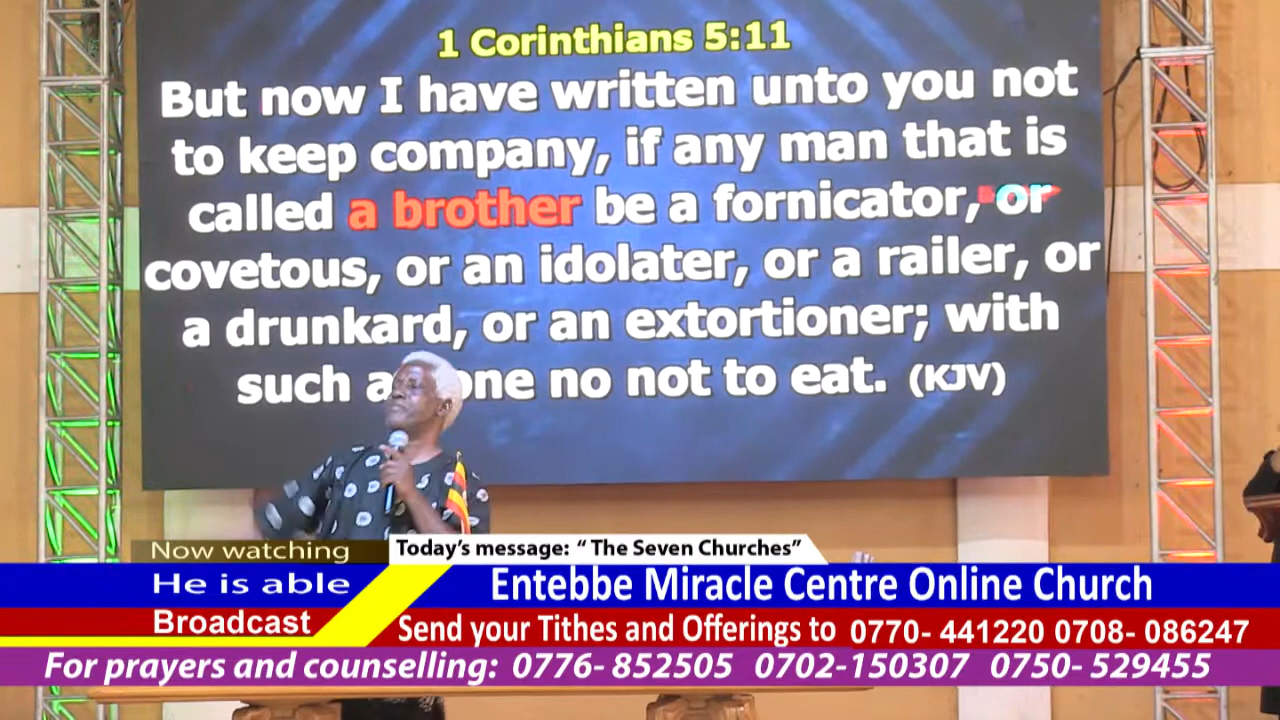 1 Corinthians 5:11
But now I have written unto you not
to keep company, if any man that is
called a brother be a fornicator, or
covetous, or an idolater, or a railer, or
a drunkard, or an extortioner; with
such a one no not to eat. (KJV)
Now watching
Today's message: “ The Seven Churches”
He is able
Entebbe Miracle Centre Online Church
Broadcast
Send your Tithes and Offerings to 0770- 441220 0708- 086247
For prayers and counselling: 0776- 852505 0702-150307 0750- 529455